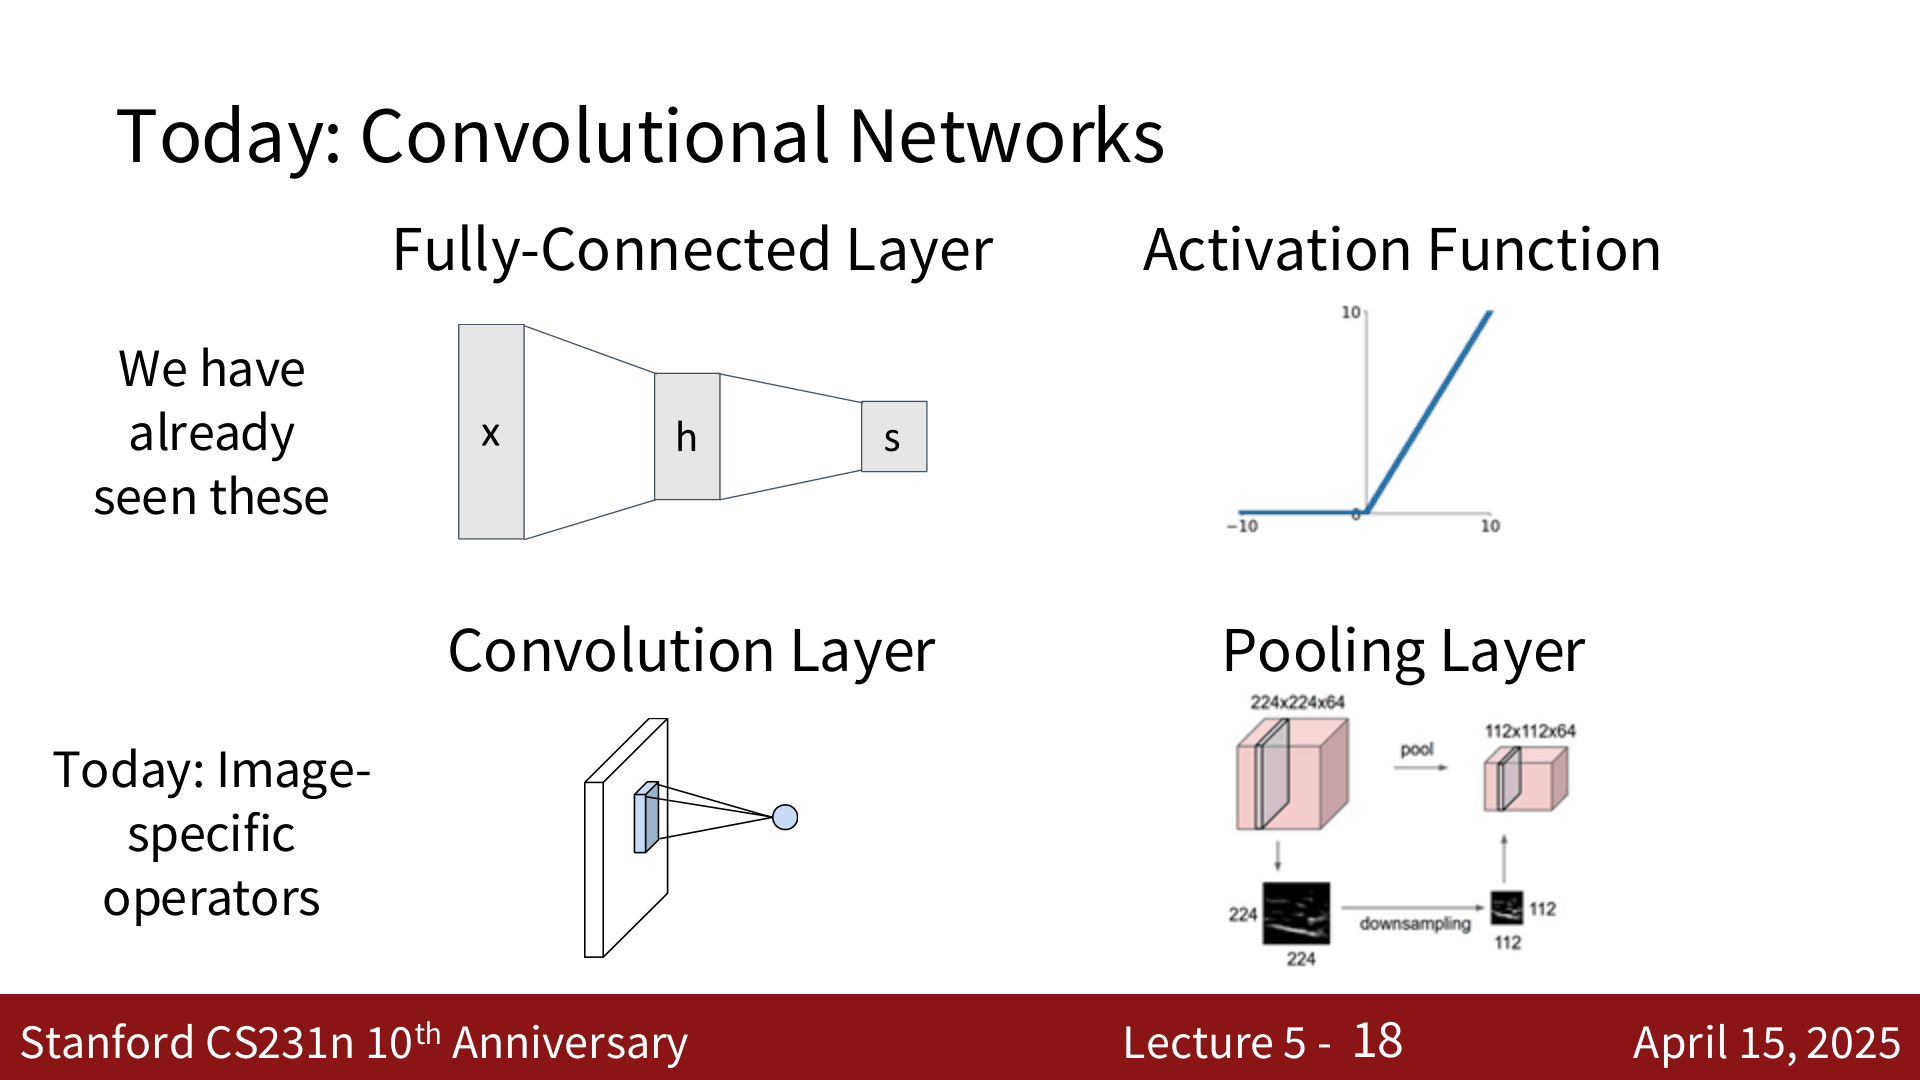 Today: Convolutional Networks
Fully-Connected Layer
Activation Function
We have
already
seen these
x
h
s
10
0
−10
10
Convolution Layer
Pooling Layer
Today: Image-
specific
operators
224x224x64
pool
112x112x64
224
224
downsampling
112
112
Stanford CS231n 10th Anniversary
Lecture 5 - 18
April 15, 2025